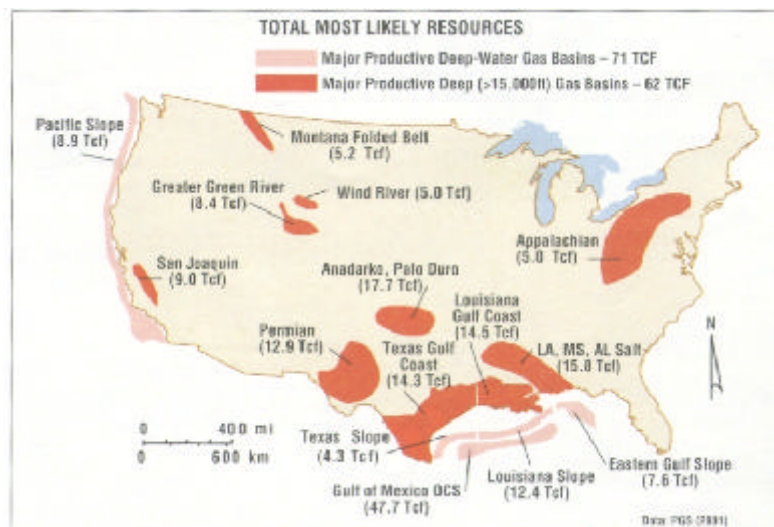 TOTAL MOST LIKELY RESOURCES
Major Productive Deep-Water Gas Basins – 71 TCF
Major Productive Deep (>15,000ft) Gas Basins – 62 TCF
Pacific Slope
(8.9 Tcf)
Montana Folded Belt
(5.2 Tcf)
Greater Green River
(8.4 Tcf)
Wind River (5.0 Tcf)
Appalachian
(5.0 Tcf)
San Joaquin
(9.0 Tcf)
Anadarko, Palo Duro
(17.7 Tcf)
Louisiana
Gulf Coast
(14.5 Tcf)
N
Permian
(12.9 Tcf)
Texas Gulf
Coast
(14.3 Tcf)
LA, MS, AL Salt
(15.0 Tcf)
0 400 mi
0 600 km
Texas Slope
(4.3 Tcf)
Eastern Gulf Slope
(7.6 Tcf)
Louisiana Slope
(12.4 Tcf)
Gulf of Mexico OCS
(47.7 Tcf)
Data: PGS (2001)